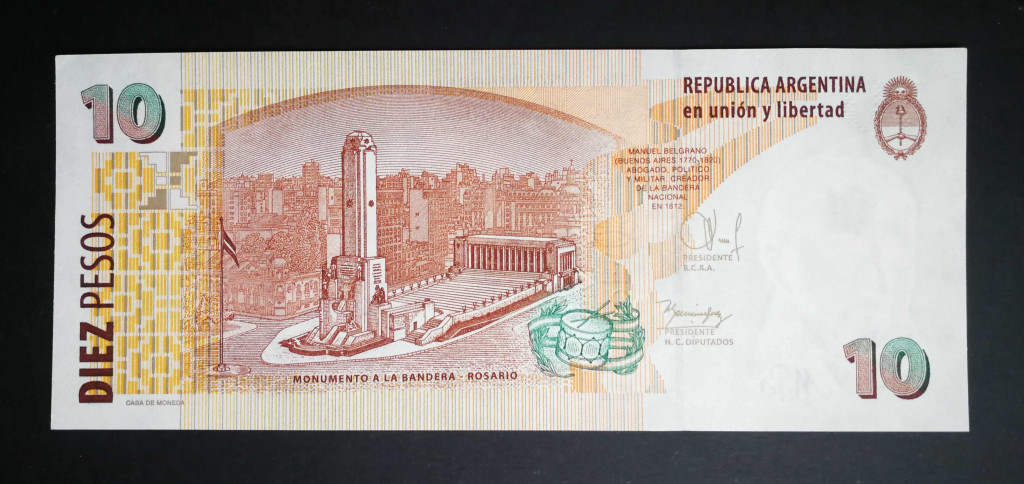 10
DIEZ PESOS
CASA DE MONEDA
MONUMENTO A LA BANDERA - ROSARIO
REPUBLICA ARGENTINA
en unión y libertad
MANUEL BELGRANO
(BUENOS AIRES 1770-1820)
ABOGADO, POLITICO
Y MILITAR. CREADOR
DE LA BANDERA
NACIONAL
EN 1812.
PRESIDENTE
B.C.R.A.
PRESIDENTE
H. C. DIPUTADOS
10